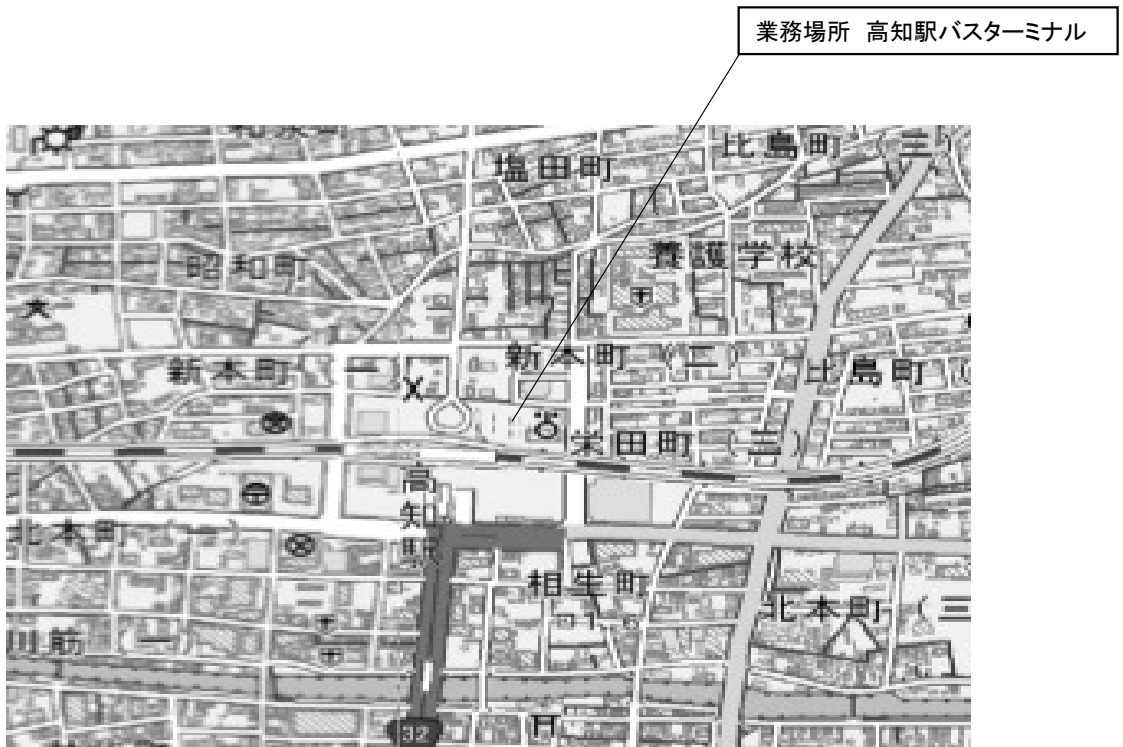 業務場所 高知駅バスターミナル
比島町(三)
塩田町
養護学校
昭和町
新本町(二)
新本町 一
比島町(
栄田町(三)
高知駅
北本町(一)
相生町
北本町(三
川筋 一
32